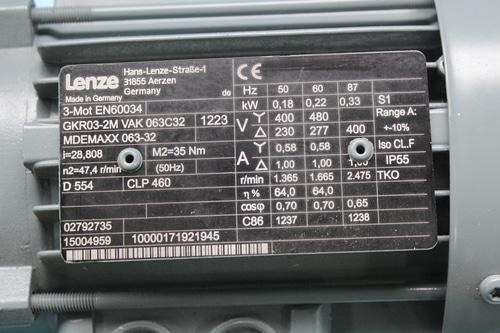 Lenze
Hans-Lenze-Straße-1
31855 Aerzen
Germany
Made in Germany
de
3-Mot EN60034
GKR03-2M VAK 063C32 1223
MDEMAXX 063-32
i=28,808 M2=35 Nm
n2=47,4 r/min (50Hz)
D 554 CLP 460
02792735
15004959 10000171921945
CE
Hz 50 60 87
kW 0,18 0,22 0,33 S1
V Y 400 480 Range A:
Δ 230 277 400 +-10%
A Y 0,58 0,58 Iso CL.F
Δ 1,00 1,00 IP55
r/min 1.365 1.665 2.475 TKO
η % 64,0 64,0
cosφ 0,70 0,70 0,65
C86 1237 1238